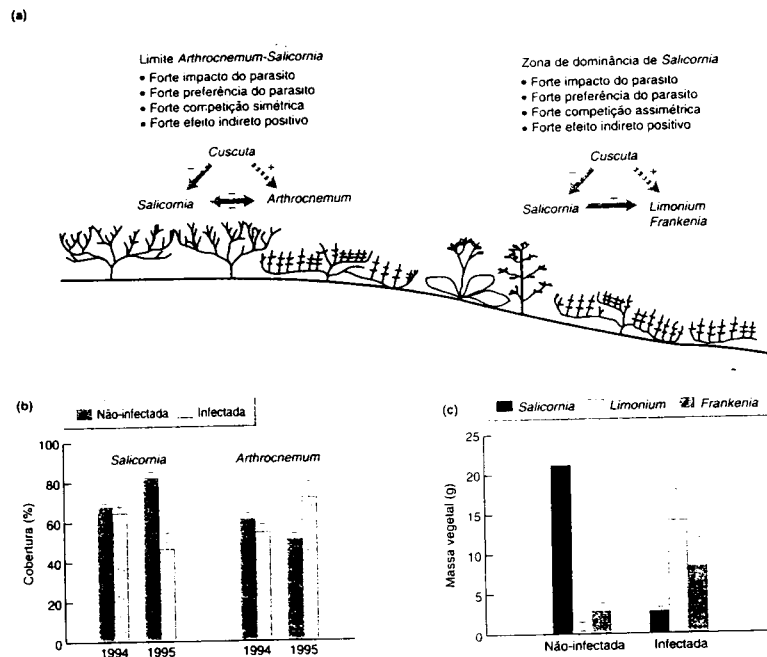 (a)
Limite Arthrocnemum-Salicornia
• Forte impacto do parasito
• Forte preferência do parasito
• Forte competição simétrica
• Forte efeito indireto positivo
Cuscuta
− +
Salicornia − Arthrocnemum
−
Zona de dominância de Salicornia
• Forte impacto do parasito
• Forte preferência do parasito
• Forte competição assimétrica
• Forte efeito indireto positivo
Cuscuta
− +
Salicornia − Limonium
Frankenia
(b)
Não-infectada Infectada
Salicornia Arthrocnemum
Cobertura (%)
100
80
60
40
20
0
1994 1995 1994 1995
(c)
Salicornia Limonium Frankenia
Massa vegetal (g)
25
20
15
10
5
0
Não-infectada Infectada